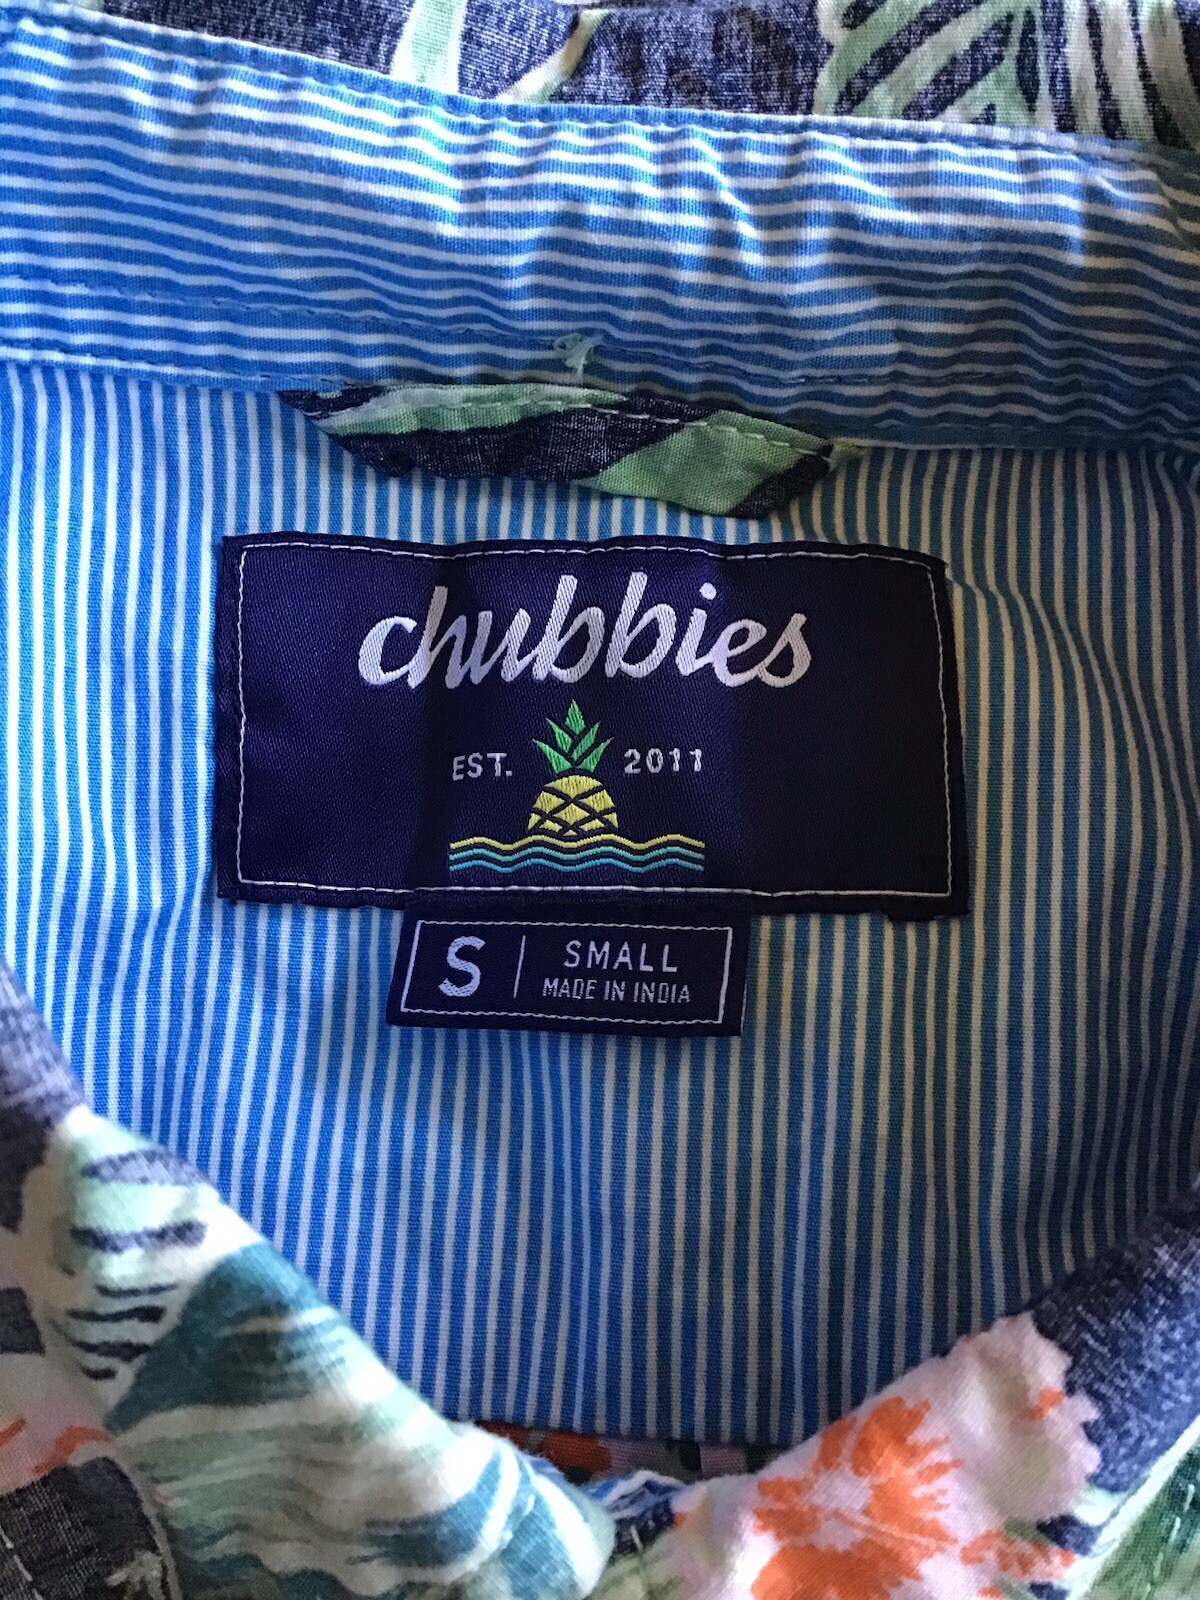 chubbies
EST. 2011
S SMALL
MADE IN INDIA